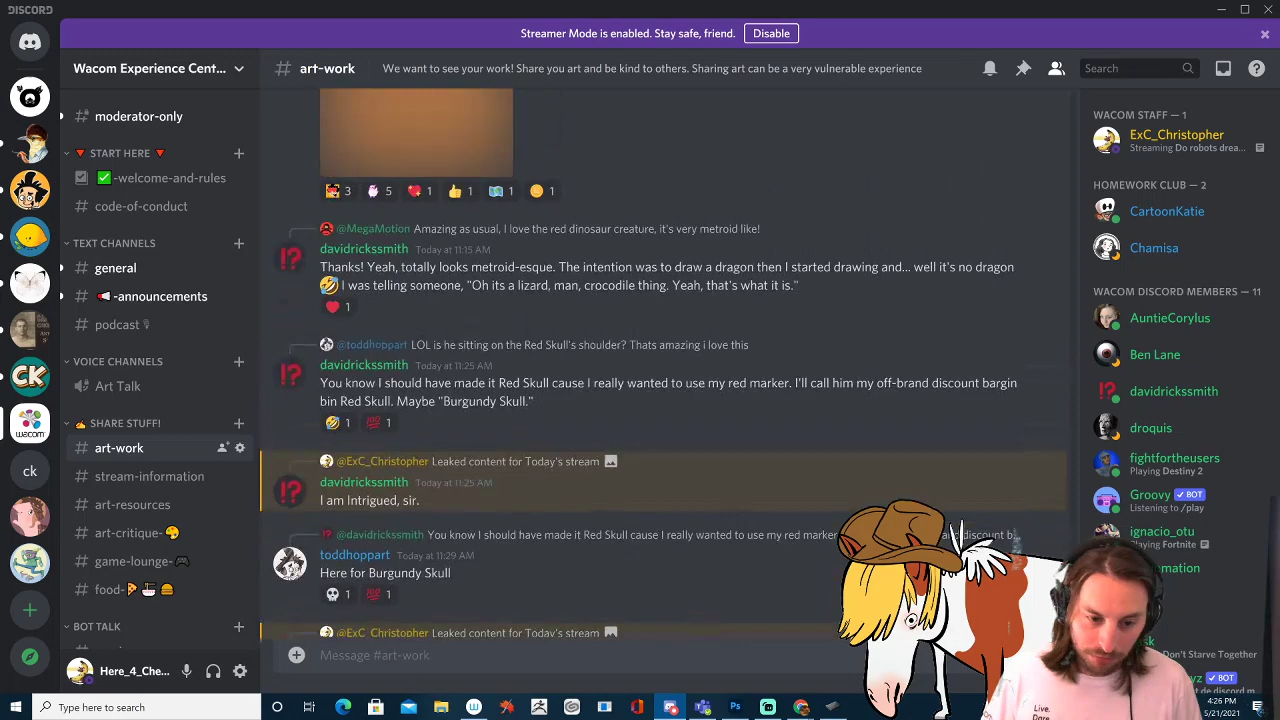 DISCORD
Streamer Mode is enabled. Stay safe, friend.
Disable
Wacom Experience Cent...
# art-work
We want to see your work! Share you art and be kind to others. Sharing art can be a very vulnerable experience
Search
# moderator-only
START HERE
-welcome-and-rules
# code-of-conduct
TEXT CHANNELS
# general
# -announcements
# podcast
VOICE CHANNELS
Art Talk
SHARE STUFF!
# art-work
# stream-information
# art-resources
# art-critique-
# game-lounge-
# food-
BOT TALK
ck
Here_4_Che...
3
5
1
1
1
1
@MegaMotion Amazing as usual, I love the red dinosaur creature, it's very metroid like!
davidrickssmith Today at 11:15 AM
Thanks! Yeah, totally looks metroid-esque. The intention was to draw a dragon then I started drawing and... well it's no dragon
I was telling someone, "Oh its a lizard, man, crocodile thing. Yeah, that's what it is."
1
@toddhoppart LOL is he sitting on the Red Skull's shoulder? Thats amazing i love this
davidrickssmith Today at 11:25 AM
You know I should have made it Red Skull cause I really wanted to use my red marker. I'll call him my off-brand discount bargin
bin Red Skull. Maybe "Burgundy Skull."
1
1
@ExC_Christopher Leaked content for Today's stream
davidrickssmith Today at 11:25 AM
I am Intrigued, sir.
@davidrickssmith You know I should have made it Red Skull cause I really wanted to use my red marker
discount b...
toddhoppart Today at 11:29 AM
Here for Burgundy Skull
1
1
@ExC_Christopher Leaked content for Today's stream
Message #art-work
WACOM STAFF — 1
ExC_Christopher
Streaming Do robots drea...
HOMEWORK CLUB — 2
CartoonKatie
Chamisa
WACOM DISCORD MEMBERS — 11
AuntieCorylus
Ben Lane
davidrickssmith
droquis
fightfortheusers
Playing Destiny 2
Groovy BOT
Listening to /play
ignacio_otu
Playing Fortnite
Don't Starve Together
BOT
Live.
Type here to search
4:26 PM
5/21/2021